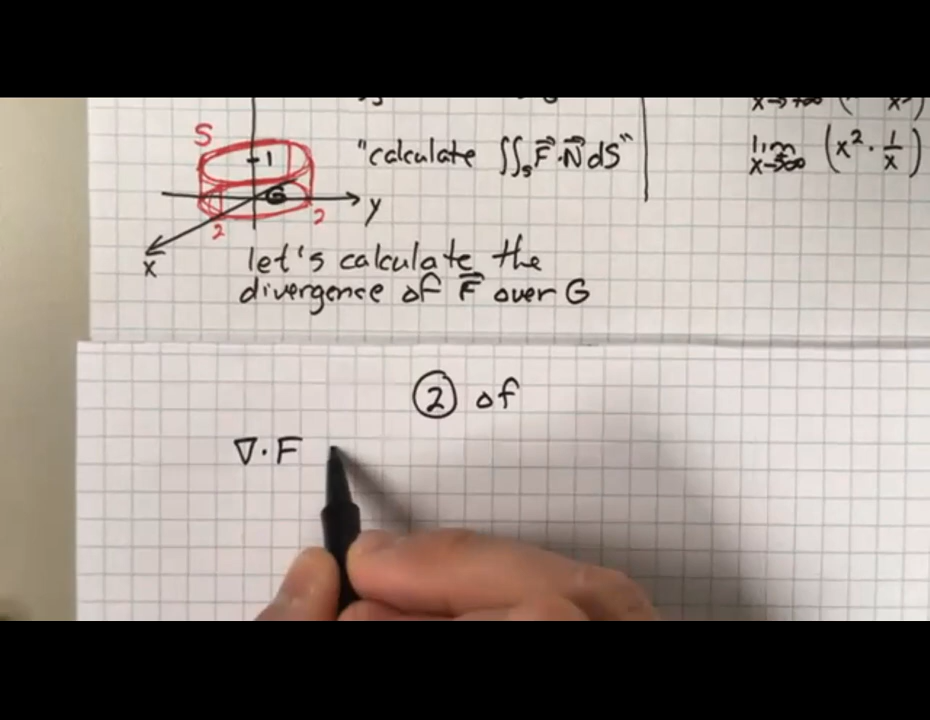 x→+∞
S
1
"calculate ∬ₛ F⃗·N⃗ dS"
lim x→∞ (x² · 1/x)
G
y
2
2
x
let's calculate the
divergence of F⃗ over G
② of
∇·F